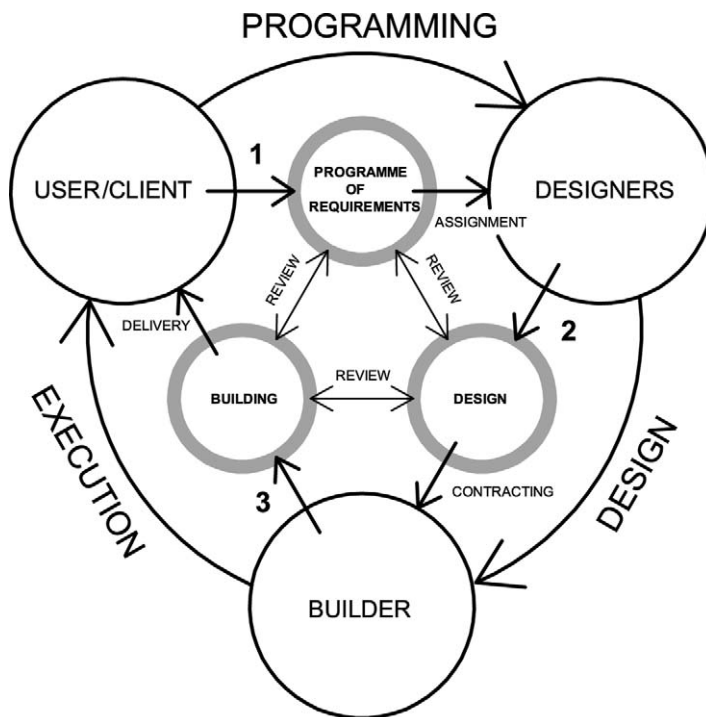 PROGRAMMING
1
USER/CLIENT
PROGRAMME
OF
REQUIREMENTS
DESIGNERS
ASSIGNMENT
REVIEW
REVIEW
DELIVERY
2
REVIEW
BUILDING
DESIGN
EXECUTION
DESIGN
CONTRACTING
3
BUILDER